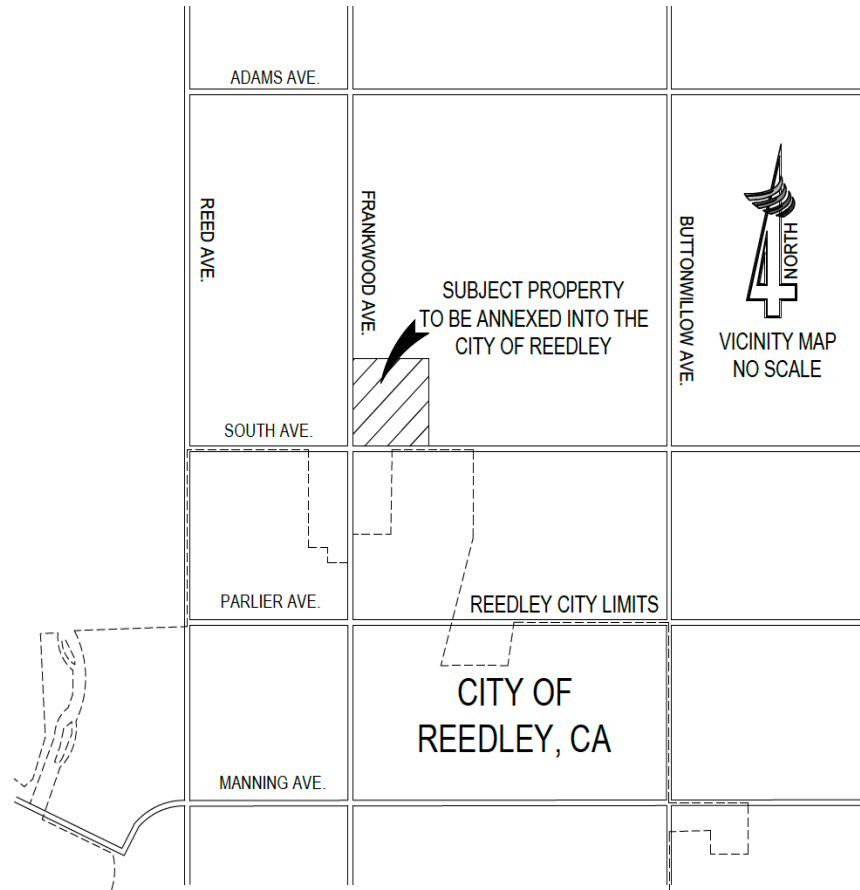 ADAMS AVE.
REED AVE.
FRANKWOOD AVE.
BUTTONWILLOW AVE.
4
NORTH
SUBJECT PROPERTY
TO BE ANNEXED INTO THE
CITY OF REEDLEY
VICINITY MAP
NO SCALE
SOUTH AVE.
PARLIER AVE.
REEDLEY CITY LIMITS
CITY OF
REEDLEY, CA
MANNING AVE.